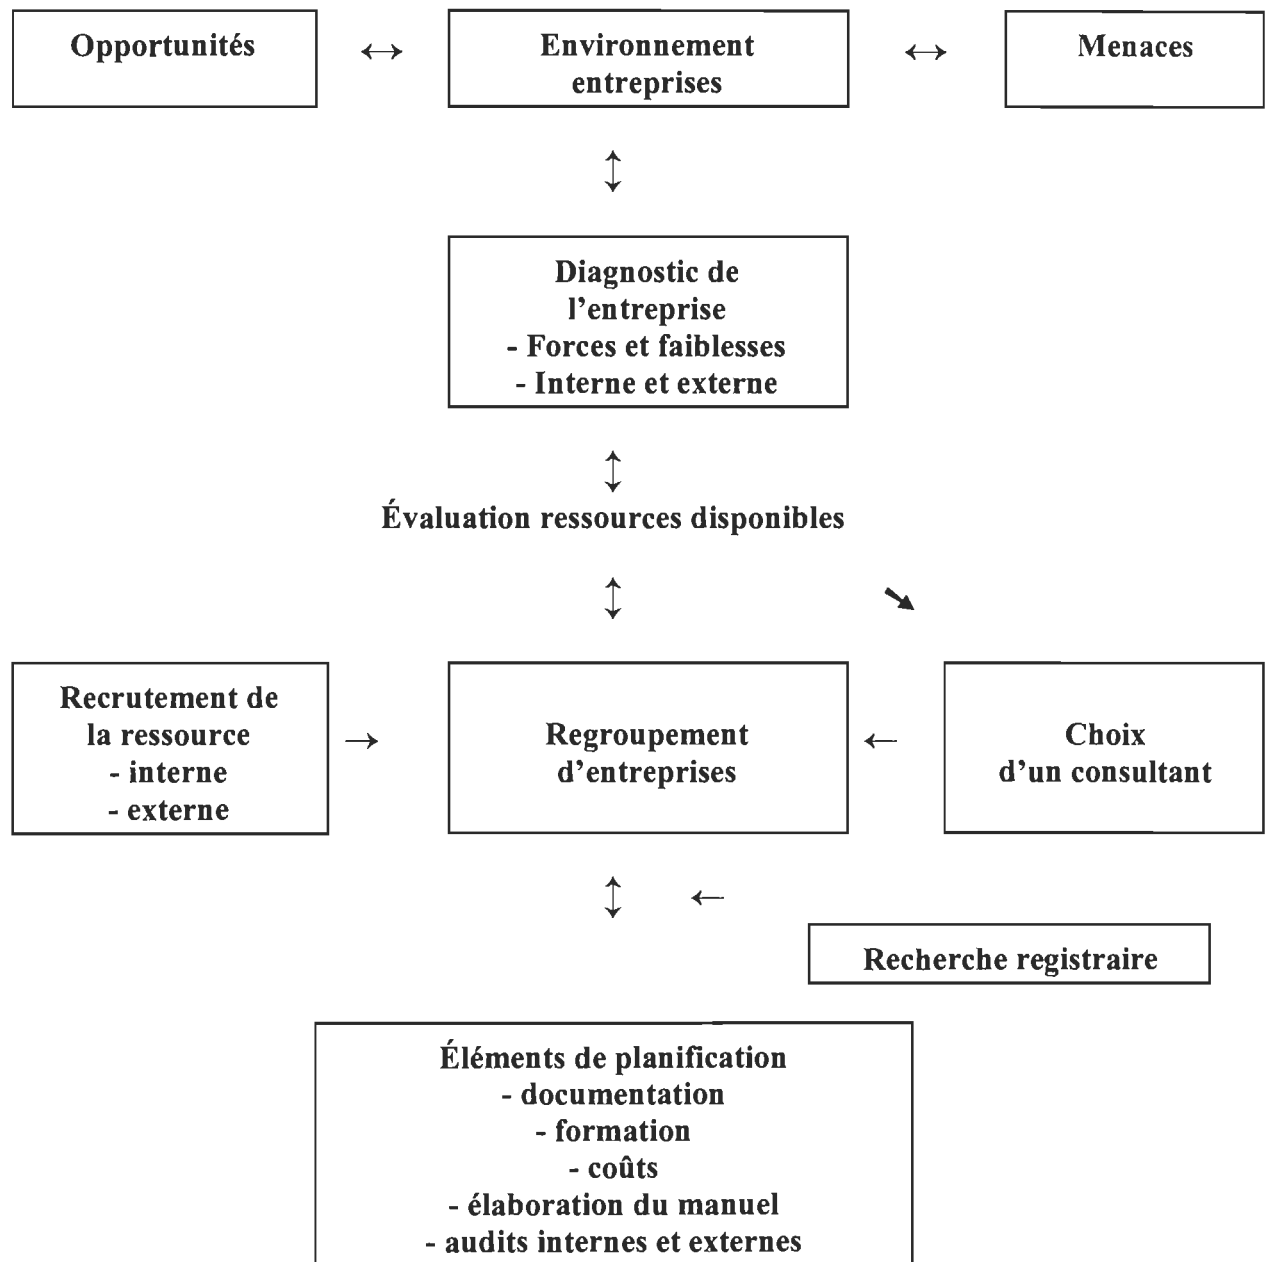 Opportunités
Environnement
entreprises
Menaces
Diagnostic de
l'entreprise
- Forces et faiblesses
- Interne et externe
Évaluation ressources disponibles
Recrutement de
la ressource
- interne
- externe
Regroupement
d'entreprises
Choix
d'un consultant
Recherche registraire
Éléments de planification
- documentation
- formation
- coûts
- élaboration du manuel
- audits internes et externes